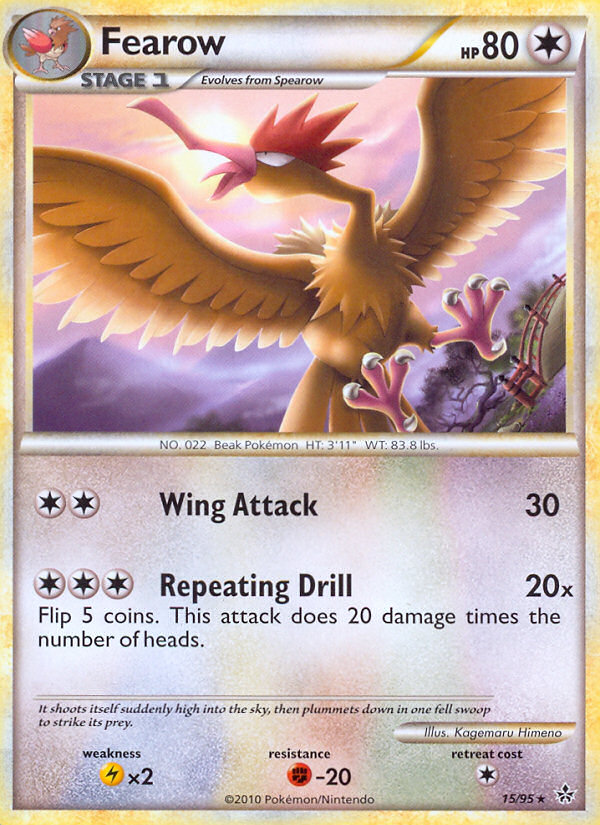 Fearow
HP 80
STAGE 1
Evolves from Spearow
NO. 022 Beak Pokémon HT: 3'11" WT: 83.8 lbs.
Wing Attack 30
Repeating Drill 20x
Flip 5 coins. This attack does 20 damage times the
number of heads.
It shoots itself suddenly high into the sky, then plummets down in one fell swoop
to strike its prey.
Illus. Kagemaru Himeno
weakness resistance retreat cost
×2 -20
©2010 Pokémon/Nintendo 15/95 ★